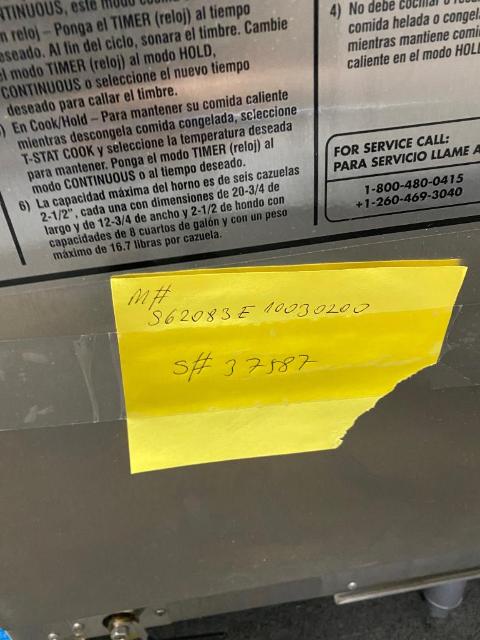 NTINUOUS, este modo
n reloj – Ponga el TIMER (reloj) al tiempo
eseado. Al fin del ciclo, sonara el timbre. Cambie
el modo TIMER (reloj) al modo HOLD,
CONTINUOUS o seleccione el nuevo tiempo
deseado para callar el timbre.
) En Cook/Hold – Para mantener su comida caliente
mientras descongela comida congelada, seleccione
T-STAT COOK y seleccione la temperatura deseada
para mantener. Ponga el modo TIMER (reloj) al
modo CONTINUOUS o al tiempo deseado.
6) La capacidad máxima del horno es de seis cazuelas
2-1/2", cada una con dimensiones de 20-3/4 de
largo y de 12-3/4 de ancho y 2-1/2 de hondo con
capacidades de 8 cuartos de galón y con un peso
máximo de 16.7 libras por cazuela.
4) No debe cocinar o
comida helada o congel
mientras mantiene comi
caliente en el modo HOLD
FOR SERVICE CALL:
PARA SERVICIO LLAME A
1-800-480-0415
+1-260-469-3040
M#
S62083E 10030200
S# 37587